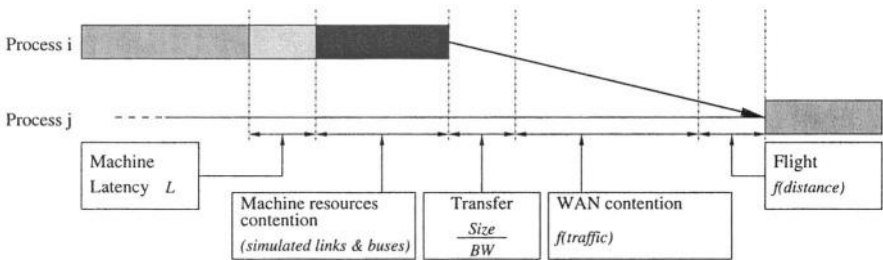 Process i
Process j
Machine
Latency L
Machine resources
contention
(simulated links & buses)
Transfer
Size
BW
WAN contention
f(traffic)
Flight
f(distance)